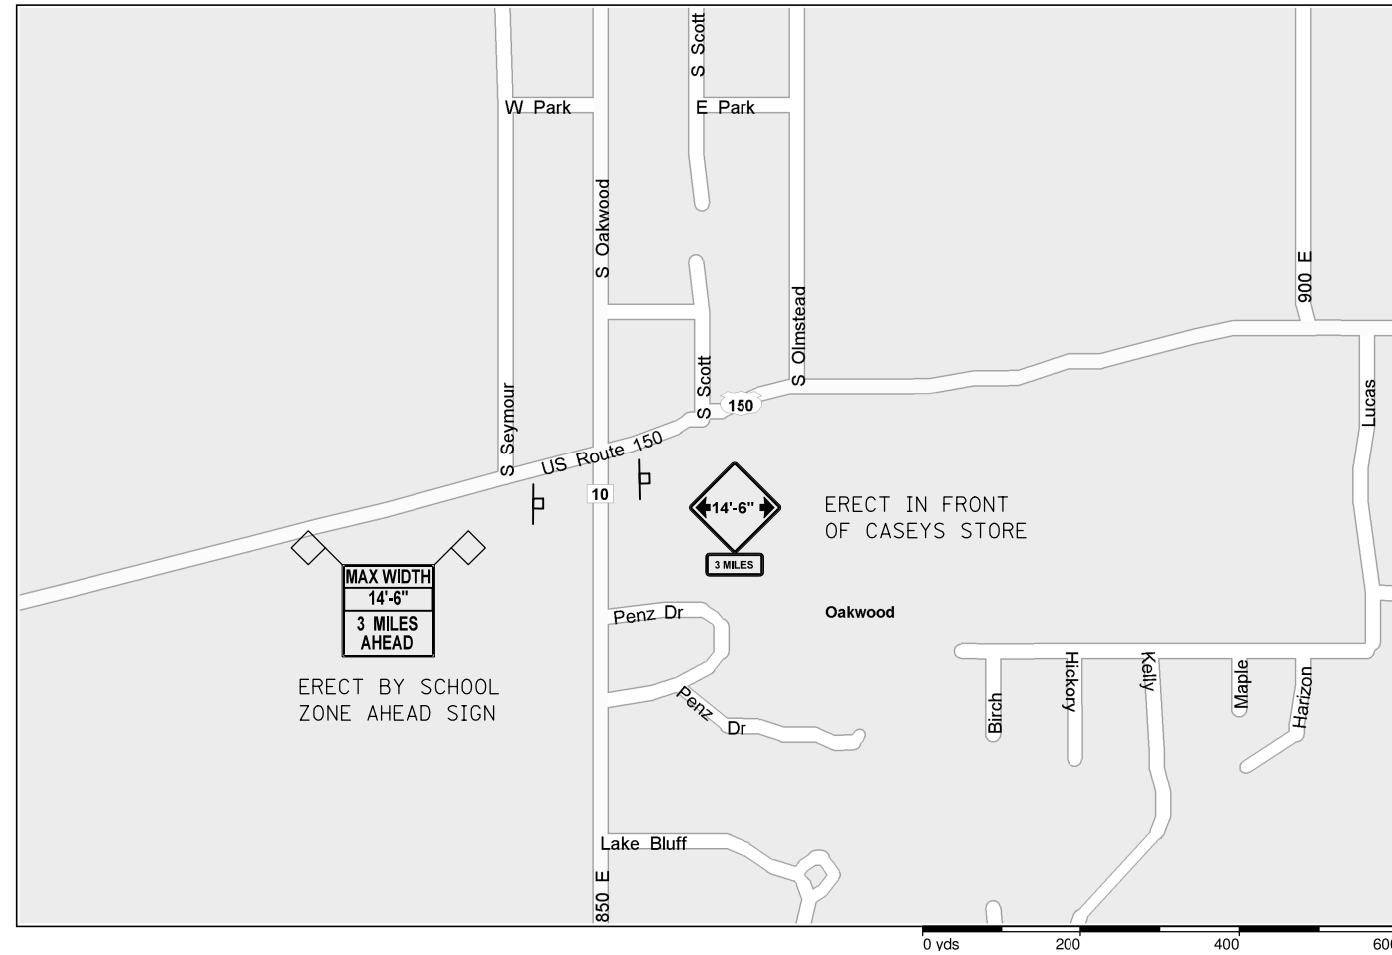 S Scott
W Park
E Park
S Oakwood
900 E
S Olmstead
S Scott
S Seymour
150
Lucas
US Route 150
10
14'-6"
3 MILES
ERECT IN FRONT
OF CASEYS STORE
MAX WIDTH
14'-6"
3 MILES
AHEAD
ERECT BY SCHOOL
ZONE AHEAD SIGN
Penz Dr
Oakwood
Penz Dr
Birch
Hickory
Kelly
Maple
Harizon
Lake Bluff
850 E
0 yds 200 400